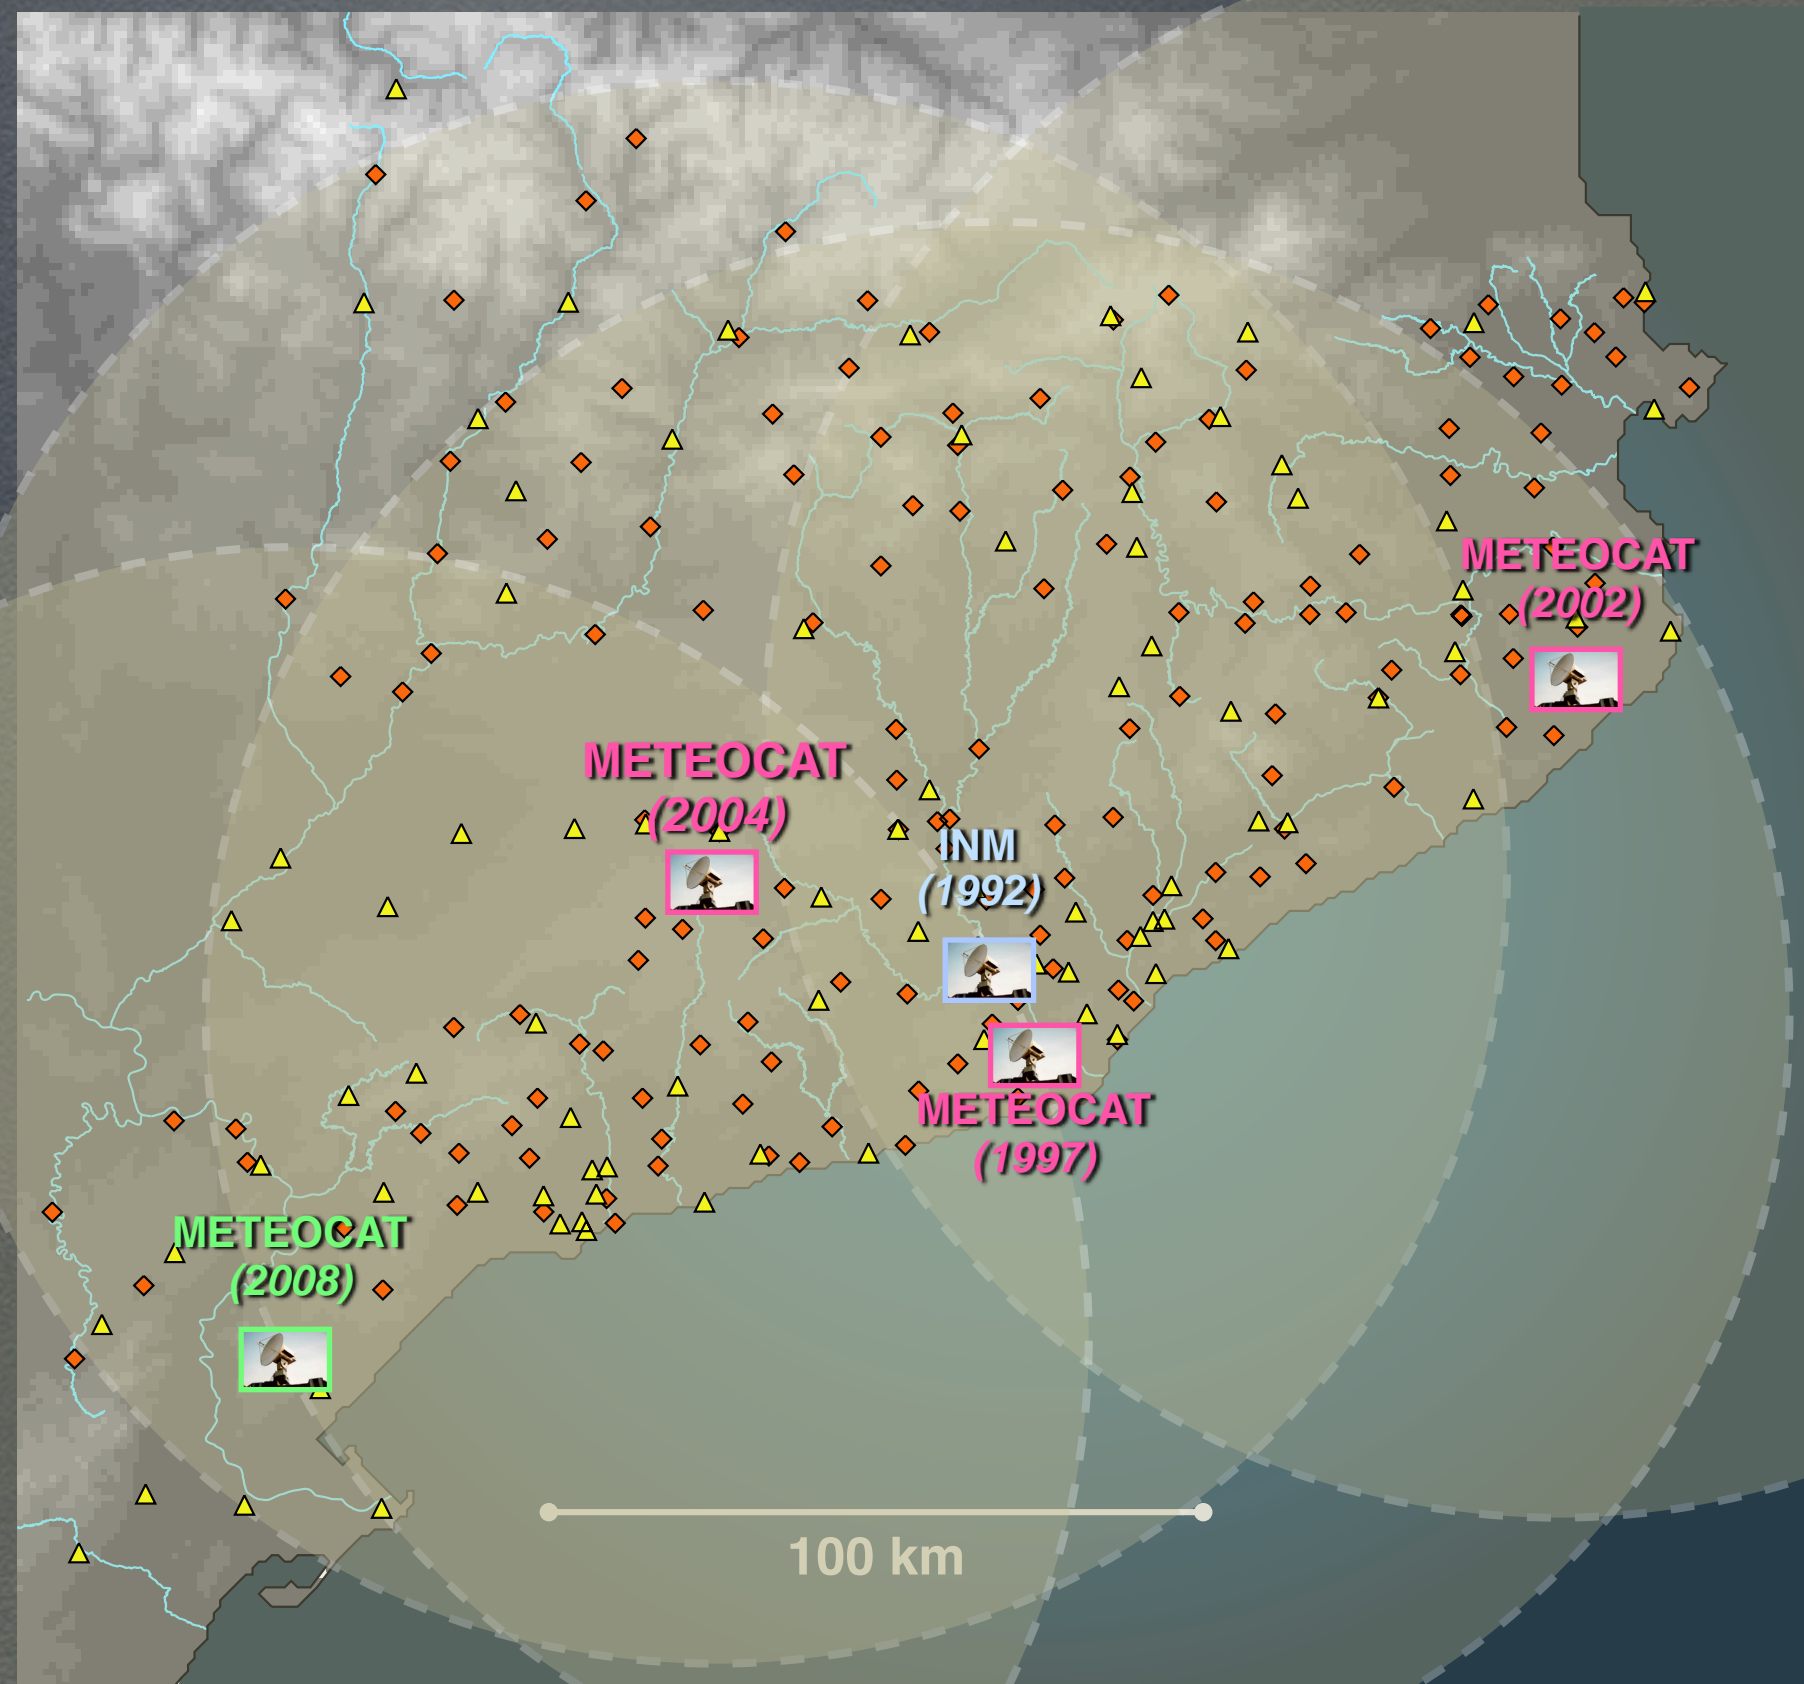 METEOCAT
(2002)
METEOCAT
(2004)
INM
(1992)
METEOCAT
(1997)
METEOCAT
(2008)
100 km